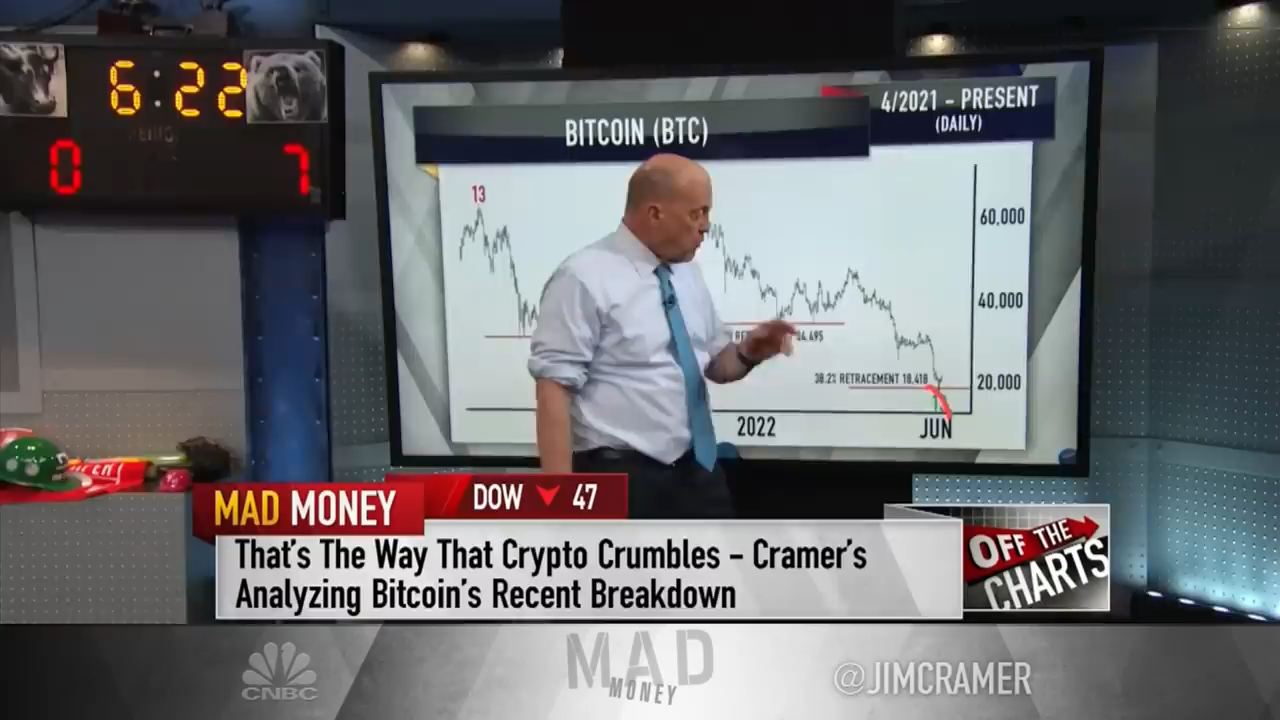 6:22
0
7
BITCOIN (BTC)
4/2021 – PRESENT
(DAILY)
13
60,000
40,000
38.2% RETRACEMENT 18,418
20,000
2022
JUN
MAD MONEY
DOW
47
That's The Way That Crypto Crumbles – Cramer's
Analyzing Bitcoin's Recent Breakdown
OFF THE
CHARTS
CNBC
MAD
MONEY
@JIMCRAMER